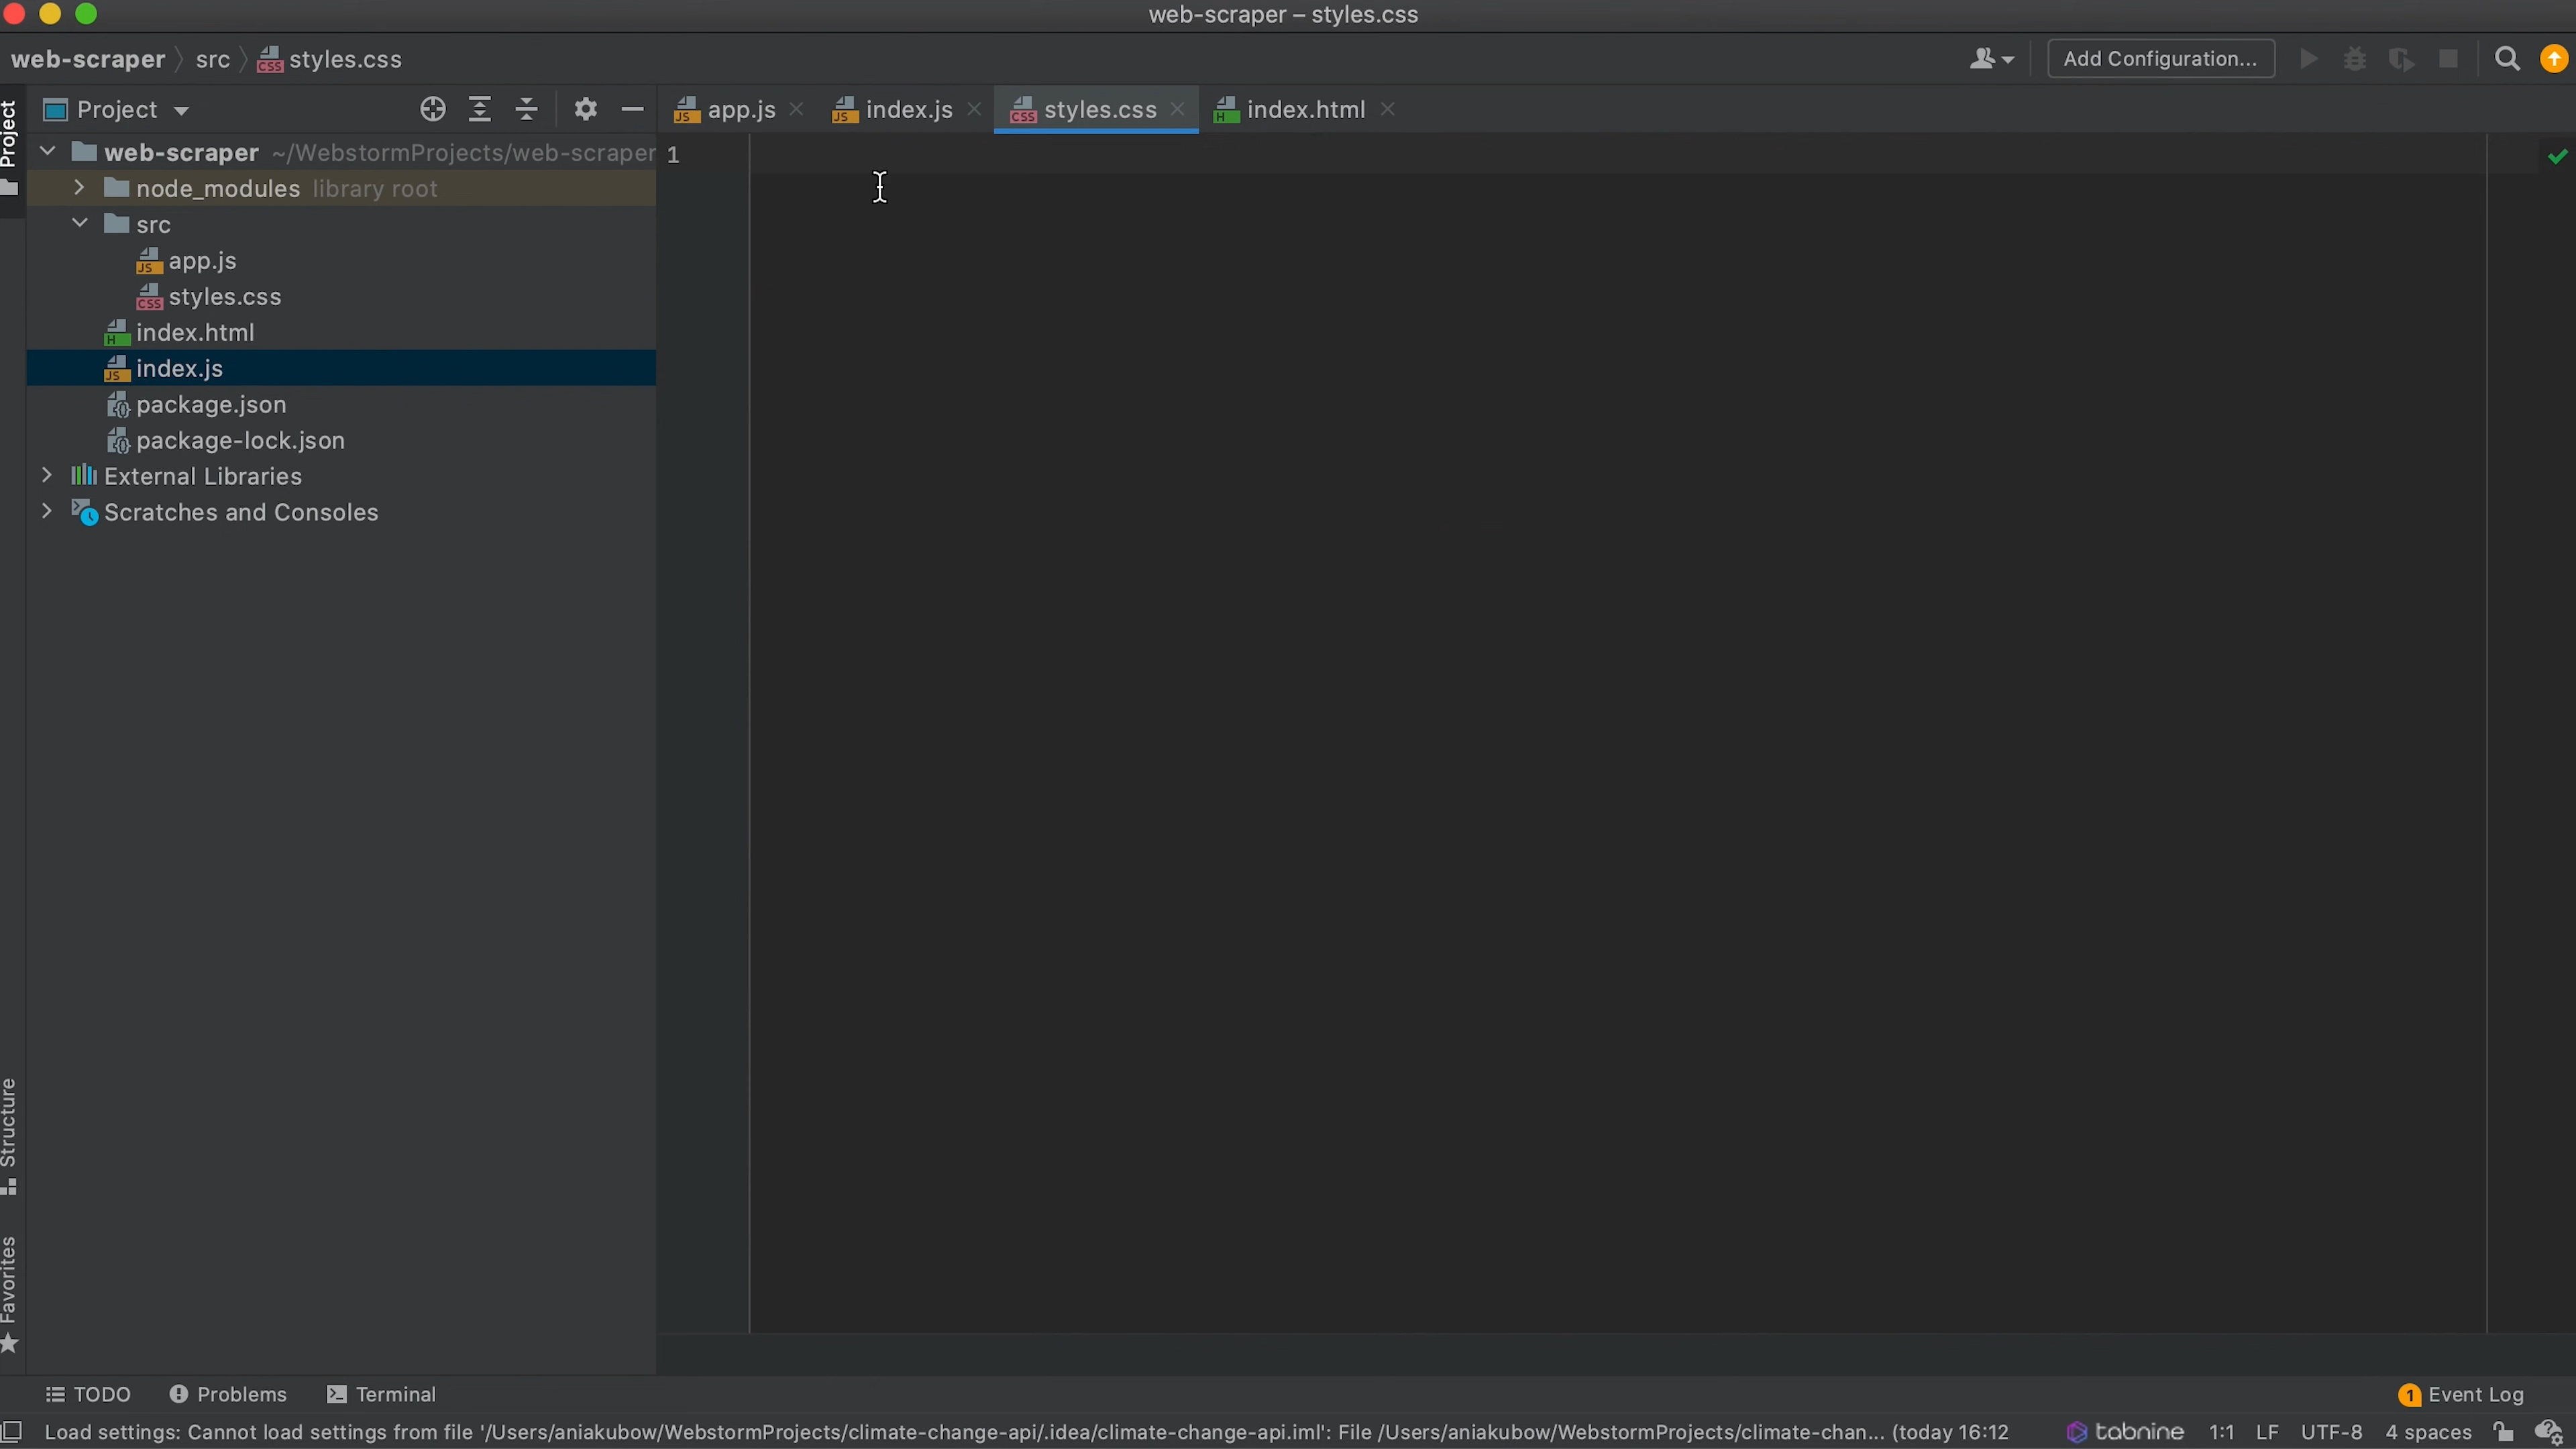 web-scraper – styles.css
web-scraper src styles.css
Add Configuration...
Project
Project
app.js index.js styles.css index.html
web-scraper ~/WebstormProjects/web-scraper
1
node_modules library root
src
app.js
styles.css
index.html
index.js
package.json
package-lock.json
External Libraries
Scratches and Consoles
Structure
Favorites
TODO Problems Terminal
1 Event Log
Load settings: Cannot load settings from file '/Users/aniakubow/WebstormProjects/climate-change-api/.idea/climate-change-api.iml': File /Users/aniakubow/WebstormProjects/climate-chan... (today 16:12
tabnine 1:1 LF UTF-8 4 spaces